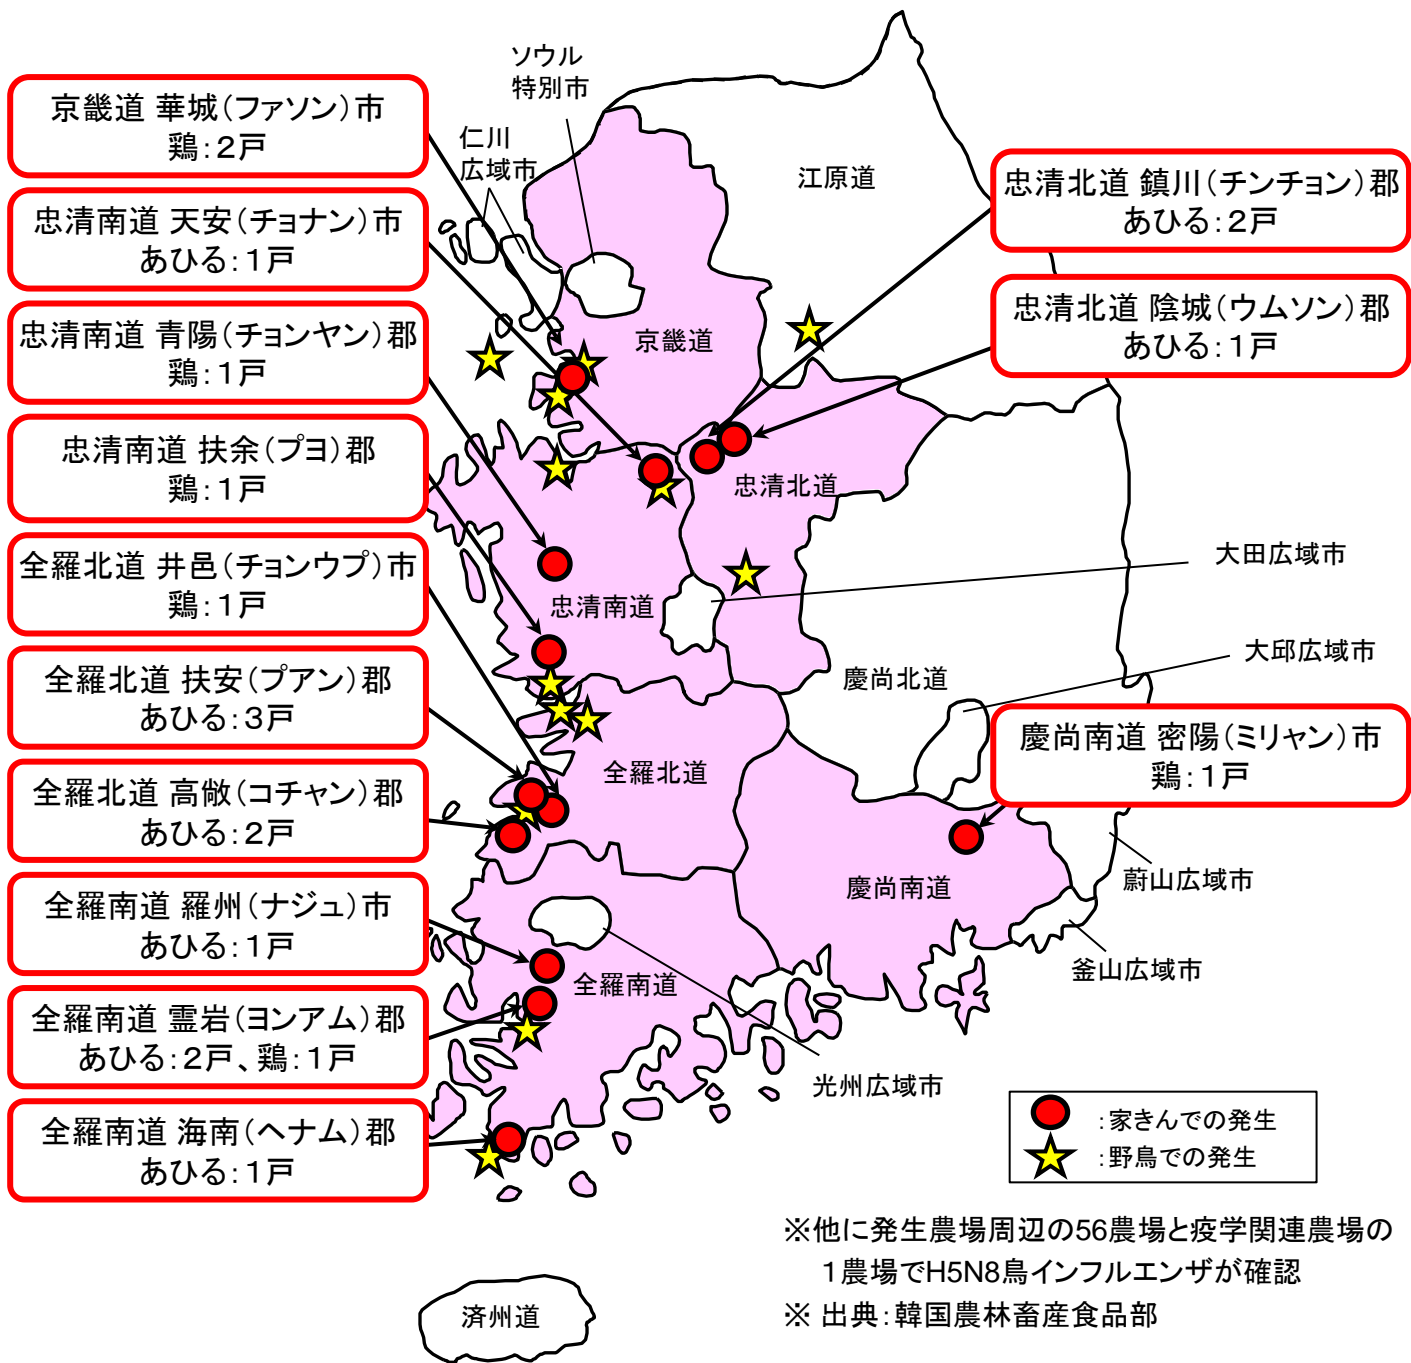 ソウル
特別市
仁川
広域市
江原道
京畿道 華城（ファソン）市
鶏：２戸
忠清南道 天安（チョナン）市
あひる：１戸
忠清南道 青陽（チョンヤン）郡
鶏：１戸
忠清南道 扶余（プヨ）郡
鶏：１戸
全羅北道 井邑（チョンウプ）市
鶏：１戸
全羅北道 扶安（プアン）郡
あひる：３戸
全羅北道 高敞（コチャン）郡
あひる：２戸
全羅南道 羅州（ナジュ）市
あひる：１戸
全羅南道 霊岩（ヨンアム）郡
あひる：２戸、鶏：１戸
全羅南道 海南（ヘナム）郡
あひる：１戸
忠清北道 鎮川（チンチョン）郡
あひる：２戸
忠清北道 陰城（ウムソン）郡
あひる：１戸
京畿道
忠清北道
大田広域市
忠清南道
大邱広域市
慶尚北道
慶尚南道 密陽（ミリャン）市
鶏：１戸
全羅北道
慶尚南道
蔚山広域市
釜山広域市
全羅南道
光州広域市
：家きんでの発生
：野鳥での発生
※他に発生農場周辺の56農場と疫学関連農場の
１農場でH5N8鳥インフルエンザが確認
※ 出典：韓国農林畜産食品部
済州道